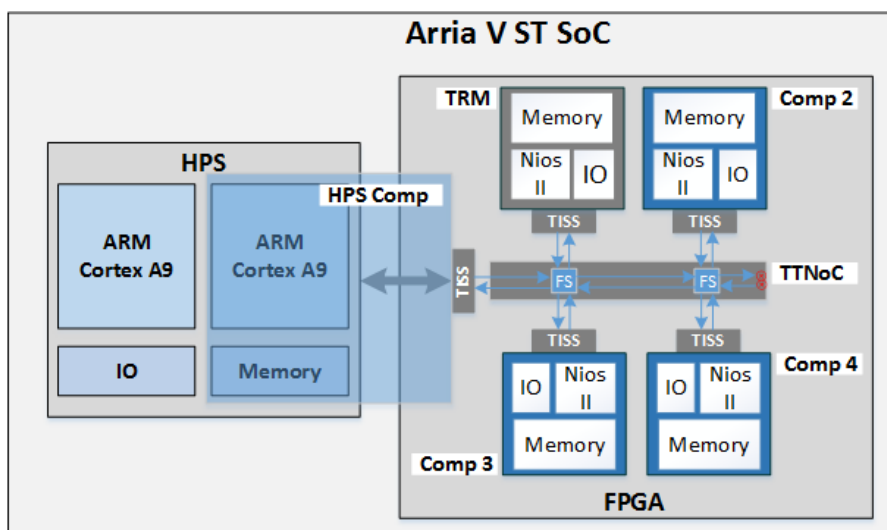 Arria V ST SoC
HPS
HPS Comp
ARM
Cortex A9
ARM
Cortex A9
IO
Memory
TRM
Memory
Nios
II
IO
TISS
Comp 2
Memory
Nios
II
IO
TISS
TISS
FS
FS
TTNoC
TISS
IO
Nios
II
Memory
Comp 3
TISS
IO
Nios
II
Memory
Comp 4
FPGA